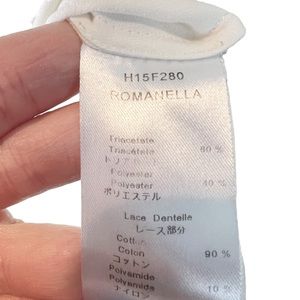 H15F280
ROMANELLA
Triacetate
Triacétate 60 %
トリアセテート
Polyester
Polyester 40 %
ポリエステル
Lace Dentelle
レース部分
Cotton
Coton 90 %
コットン
Polyamide
Polyamide 10 %
ナイロン